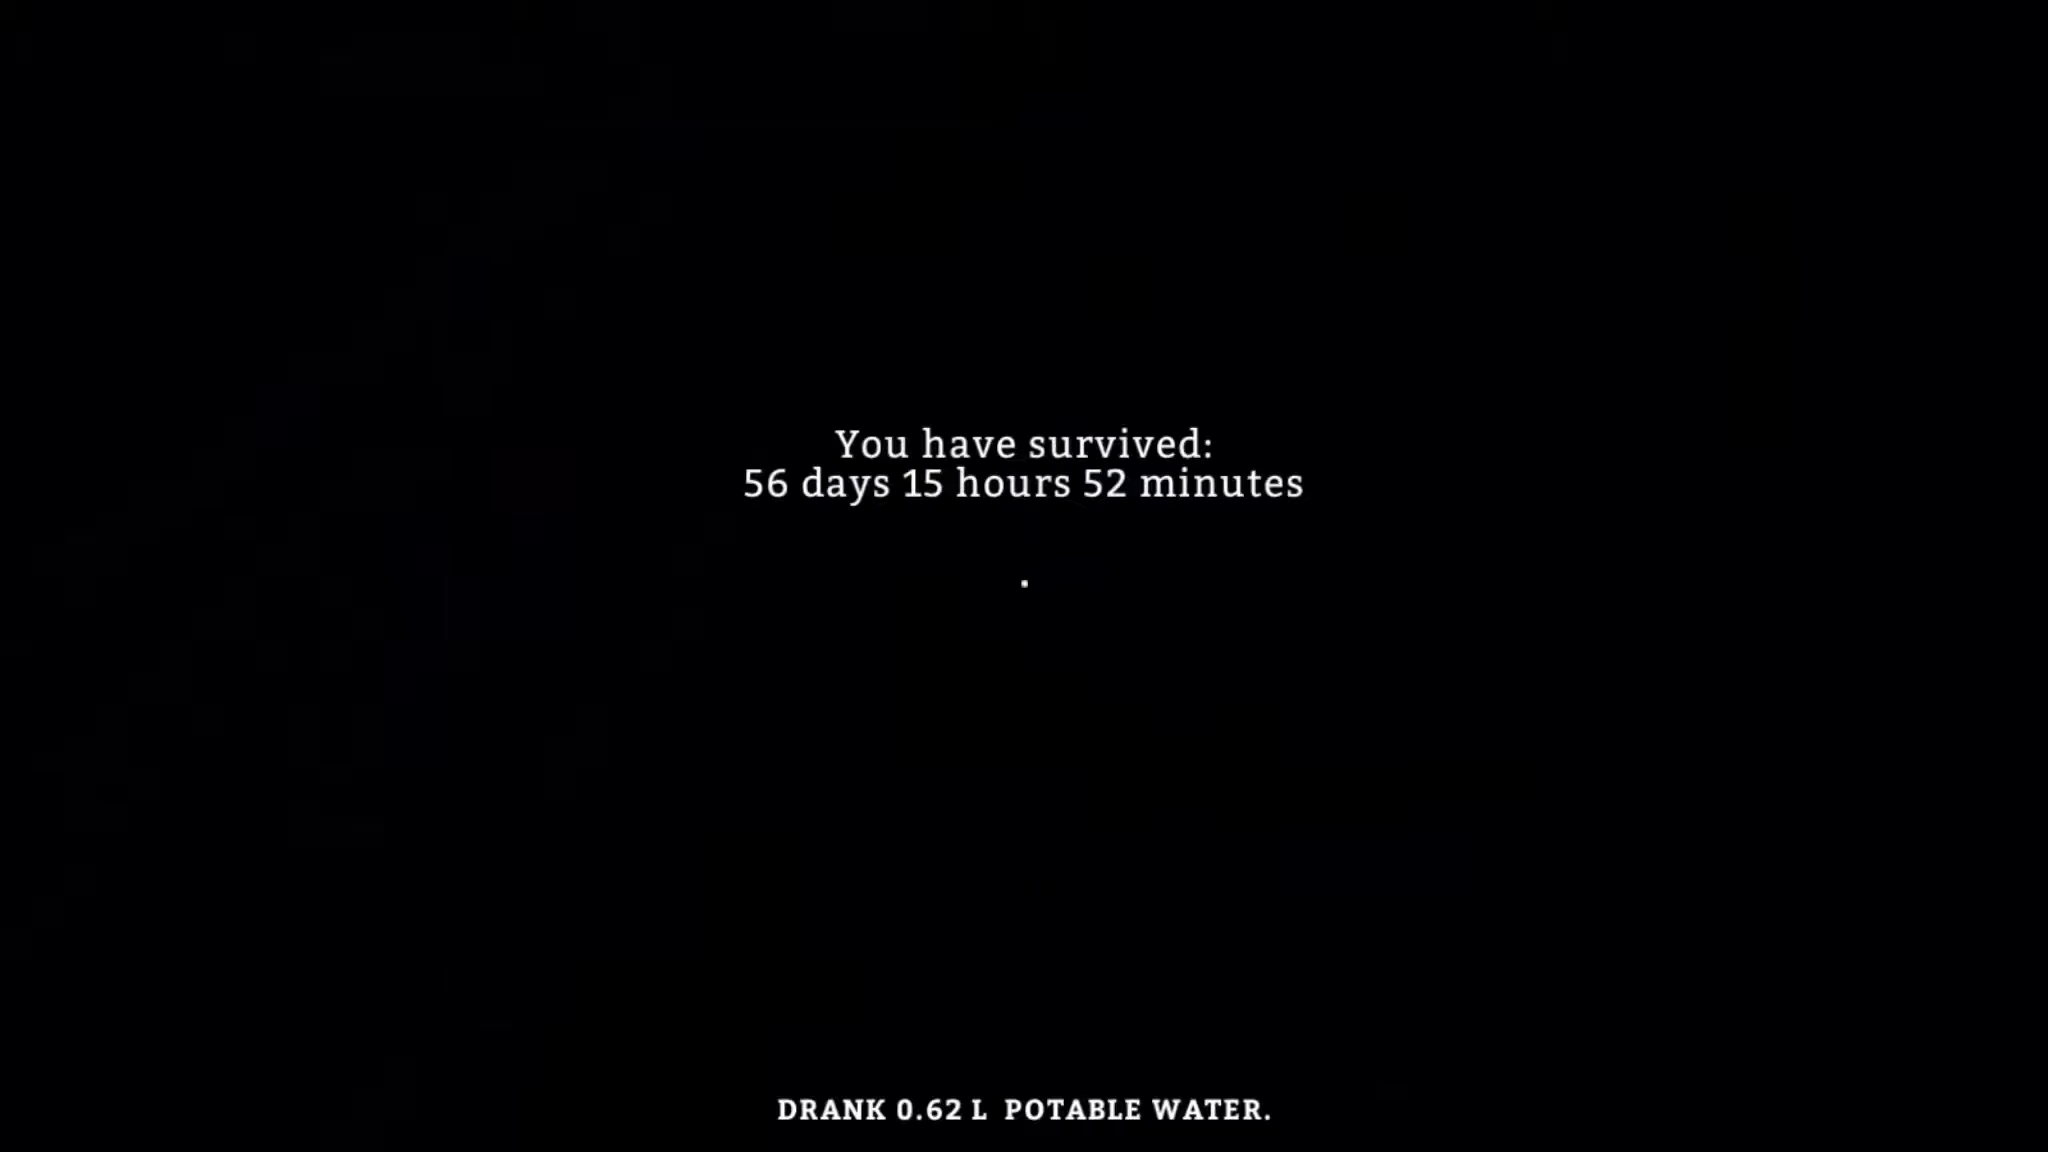 You have survived:
56 days 15 hours 52 minutes
DRANK 0.62 L POTABLE WATER.